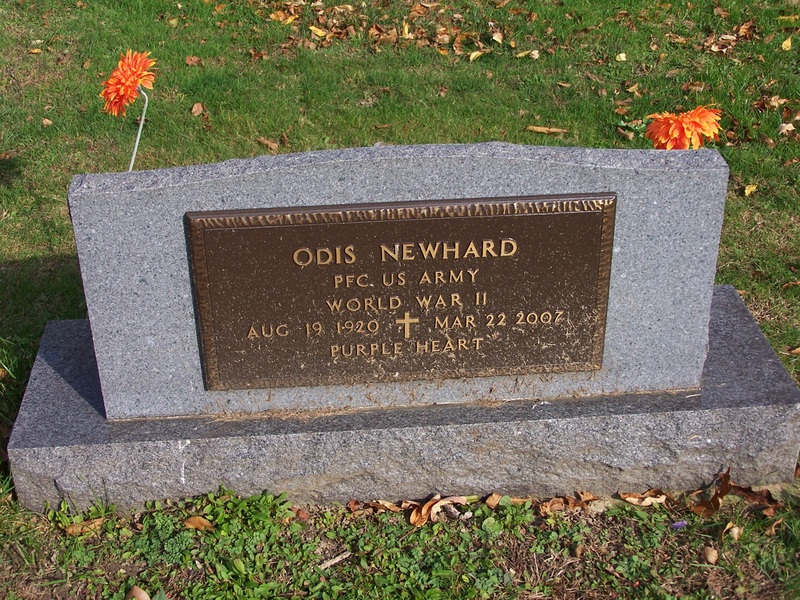 ODIS NEWHARD
PFC US ARMY
WORLD WAR II
AUG 19 1920 MAR 22 2007
PURPLE HEART